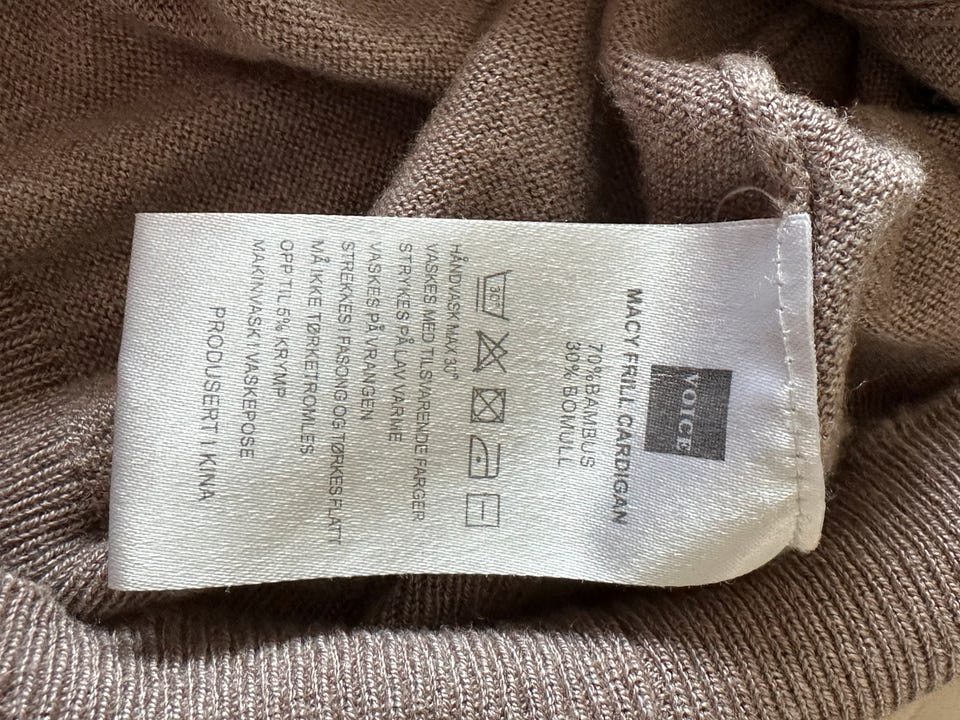 VOICE
MACY FRILL CARDIGAN
70%BAMBUS
30% BOMULL
30°
HÅNDVASK MAX 30°
VASKES MED TILSVARENDE FARGER
STRYKES PÅ LAV VARME
VASKES PÅ VRANGEN
STREKKES I FASONG OG TØRKES FLATT
MÅ IKKE TØRKETROMLES
OPP TIL 5% KRYMP
MAKINVASK I VASKEPOSE
PRODUSERT I KINA